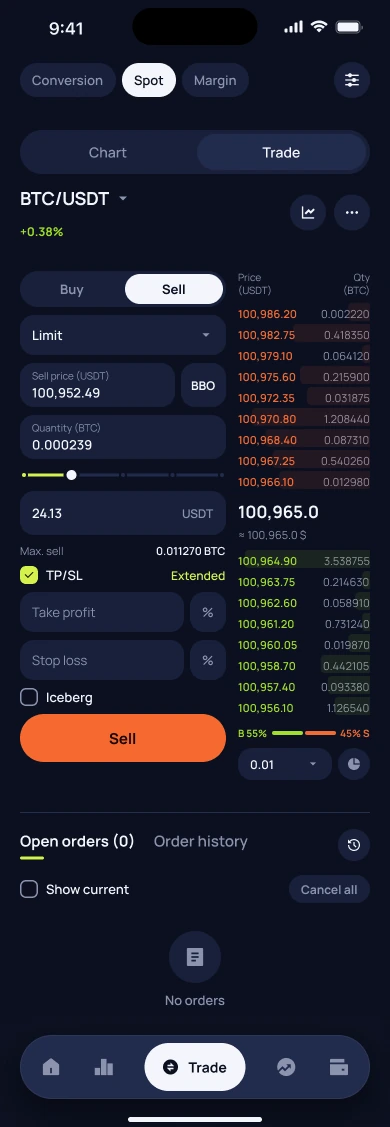 9:41
Conversion Spot Margin
Chart Trade
BTC/USDT
+0.38%
Buy Sell
Limit
Sell price (USDT)
100,952.49
BBO
Quantity (BTC)
0.000239
24.13 USDT
Max. sell 0.011270 BTC
TP/SL Extended
Take profit %
Stop loss %
Iceberg
Sell
Price Qty
(USDT) (BTC)
100,986.20 0.002220
100,982.75 0.418350
100,979.10 0.064120
100,975.60 0.215900
100,972.35 0.031875
100,970.80 1.208440
100,968.40 0.087310
100,967.25 0.540260
100,966.10 0.012980
100,965.0
≈ 100,965.0 $
100,964.90 3.538755
100,963.75 0.214630
100,962.60 0.058910
100,961.20 0.731240
100,960.05 0.019870
100,958.70 0.442105
100,957.40 0.093380
100,956.10 1.126540
B 55% 45% S
0.01
Open orders (0) Order history
Show current Cancel all
No orders
Trade